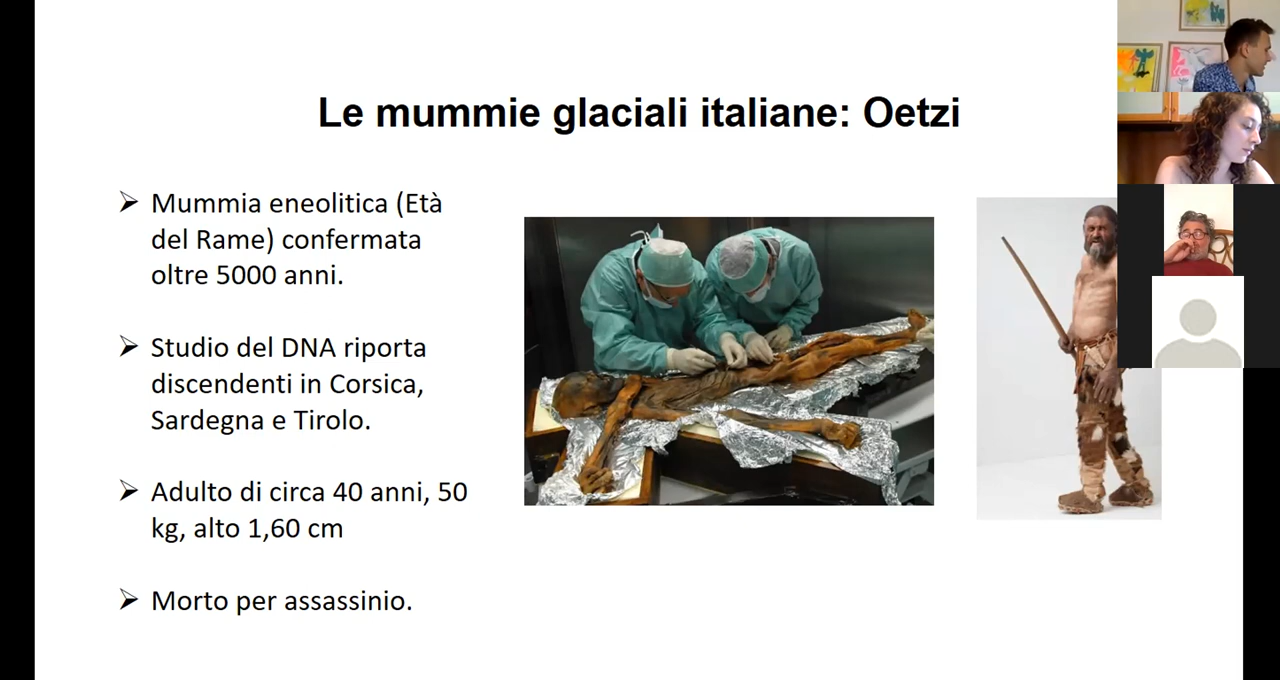 Le mummie glaciali italiane: Oetzi
Mummia eneolitica (Età
del Rame) confermata
oltre 5000 anni.
Studio del DNA riporta
discendenti in Corsica,
Sardegna e Tirolo.
Adulto di circa 40 anni, 50
kg, alto 1,60 cm
Morto per assassinio.